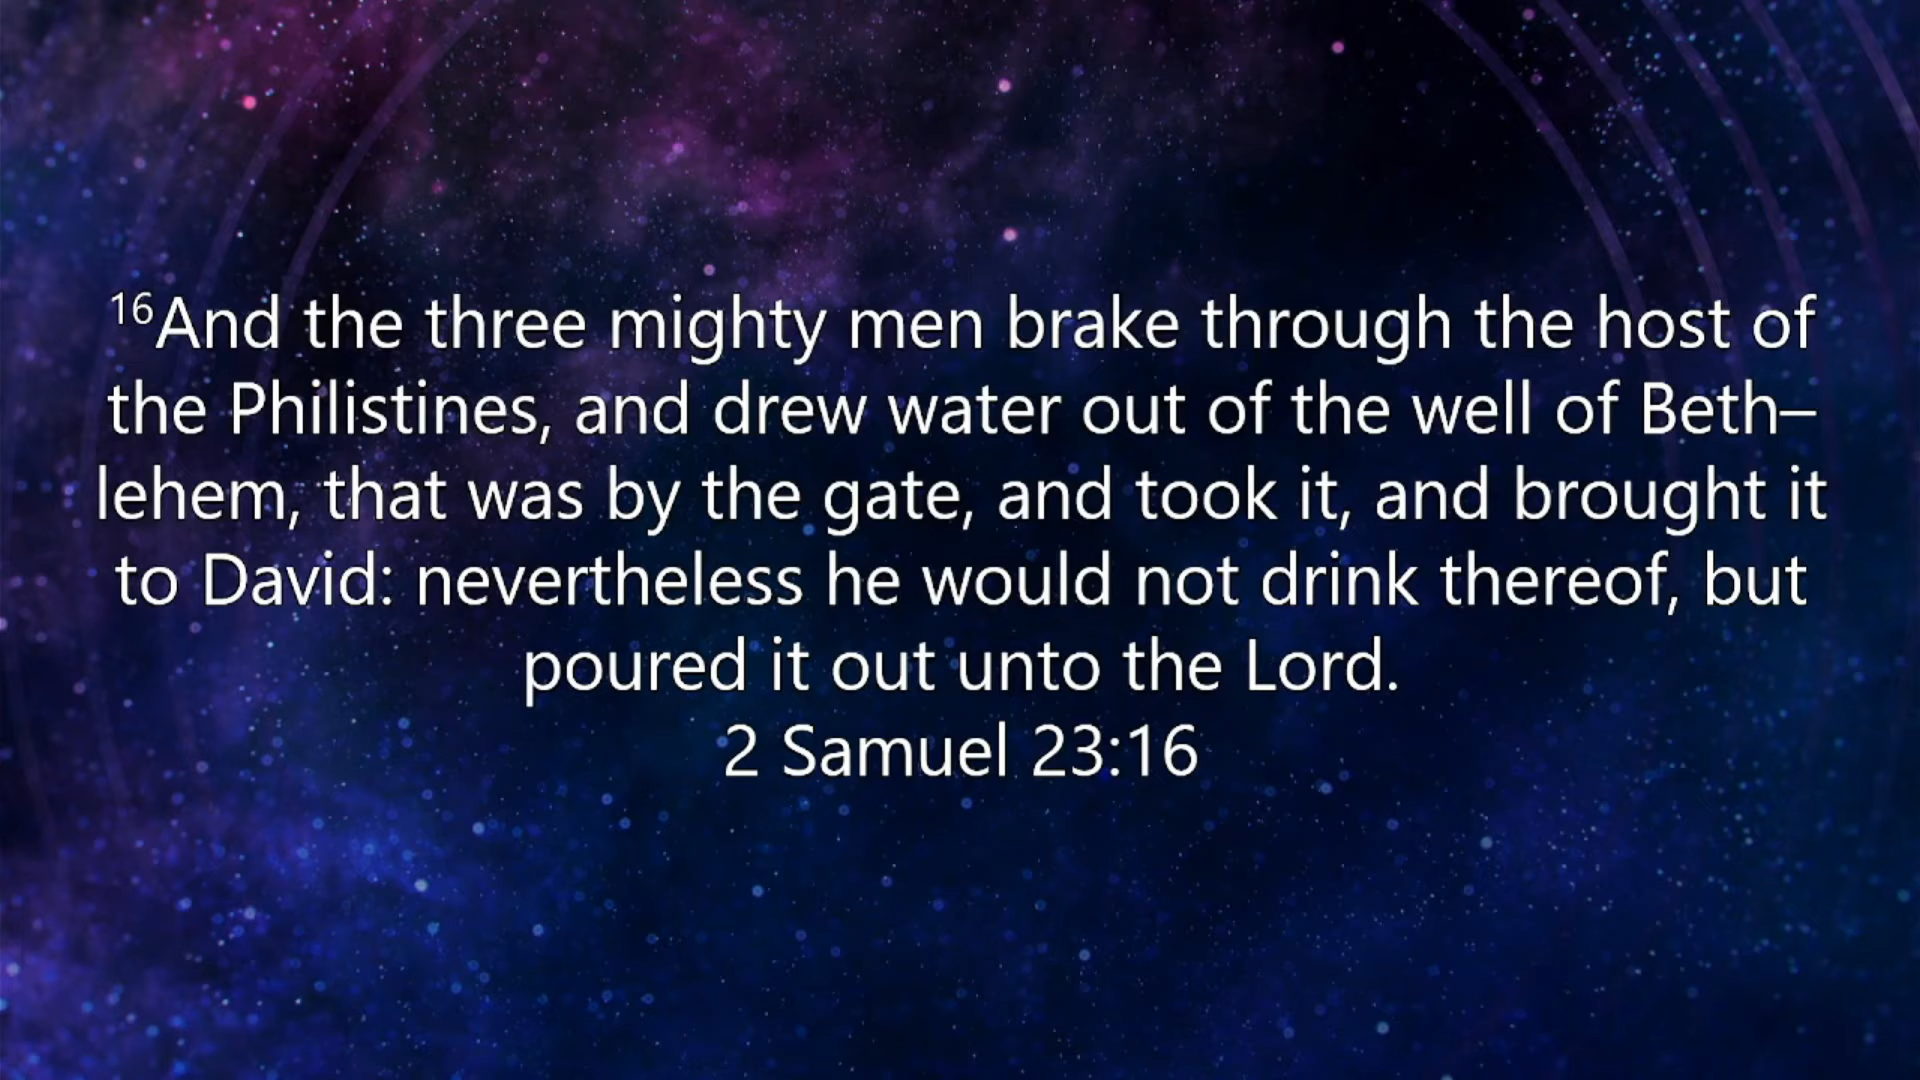 16And the three mighty men brake through the host of
the Philistines, and drew water out of the well of Beth–
lehem, that was by the gate, and took it, and brought it
to David: nevertheless he would not drink thereof, but
poured it out unto the Lord.
2 Samuel 23:16